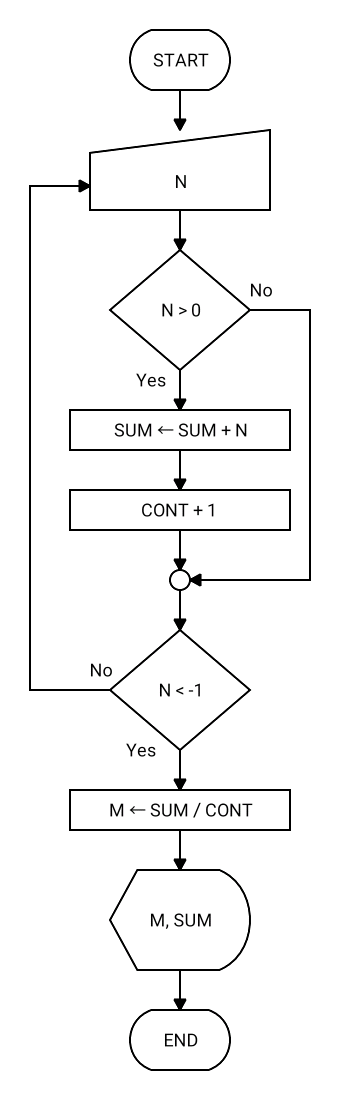 START
N
N > 0
No
Yes
SUM ← SUM + N
CONT + 1
No
N < -1
Yes
M ← SUM / CONT
M, SUM
END